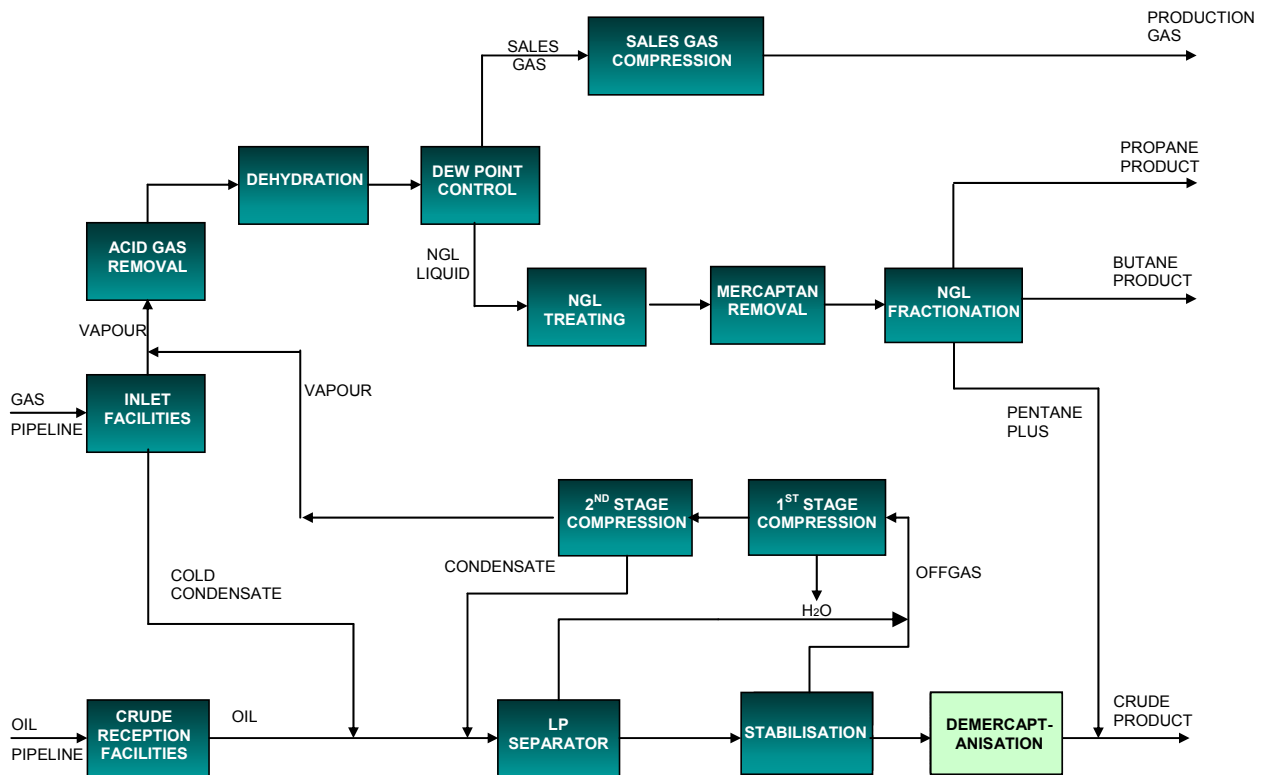 PRODUCTION
GAS
SALES
GAS
SALES GAS
COMPRESSION
PROPANE
PRODUCT
DEHYDRATION
DEW POINT
CONTROL
ACID GAS
REMOVAL
NGL
LIQUID
BUTANE
PRODUCT
NGL
TREATING
MERCAPTAN
REMOVAL
NGL
FRACTIONATION
VAPOUR
VAPOUR
GAS
PIPELINE
INLET
FACILITIES
PENTANE
PLUS
2ND STAGE
COMPRESSION
1ST STAGE
COMPRESSION
CONDENSATE
OFFGAS
COLD
CONDENSATE
H2O
OIL
PIPELINE
CRUDE
RECEPTION
FACILITIES
OIL
LP
SEPARATOR
STABILISATION
DEMERCAPT-
ANISATION
CRUDE
PRODUCT